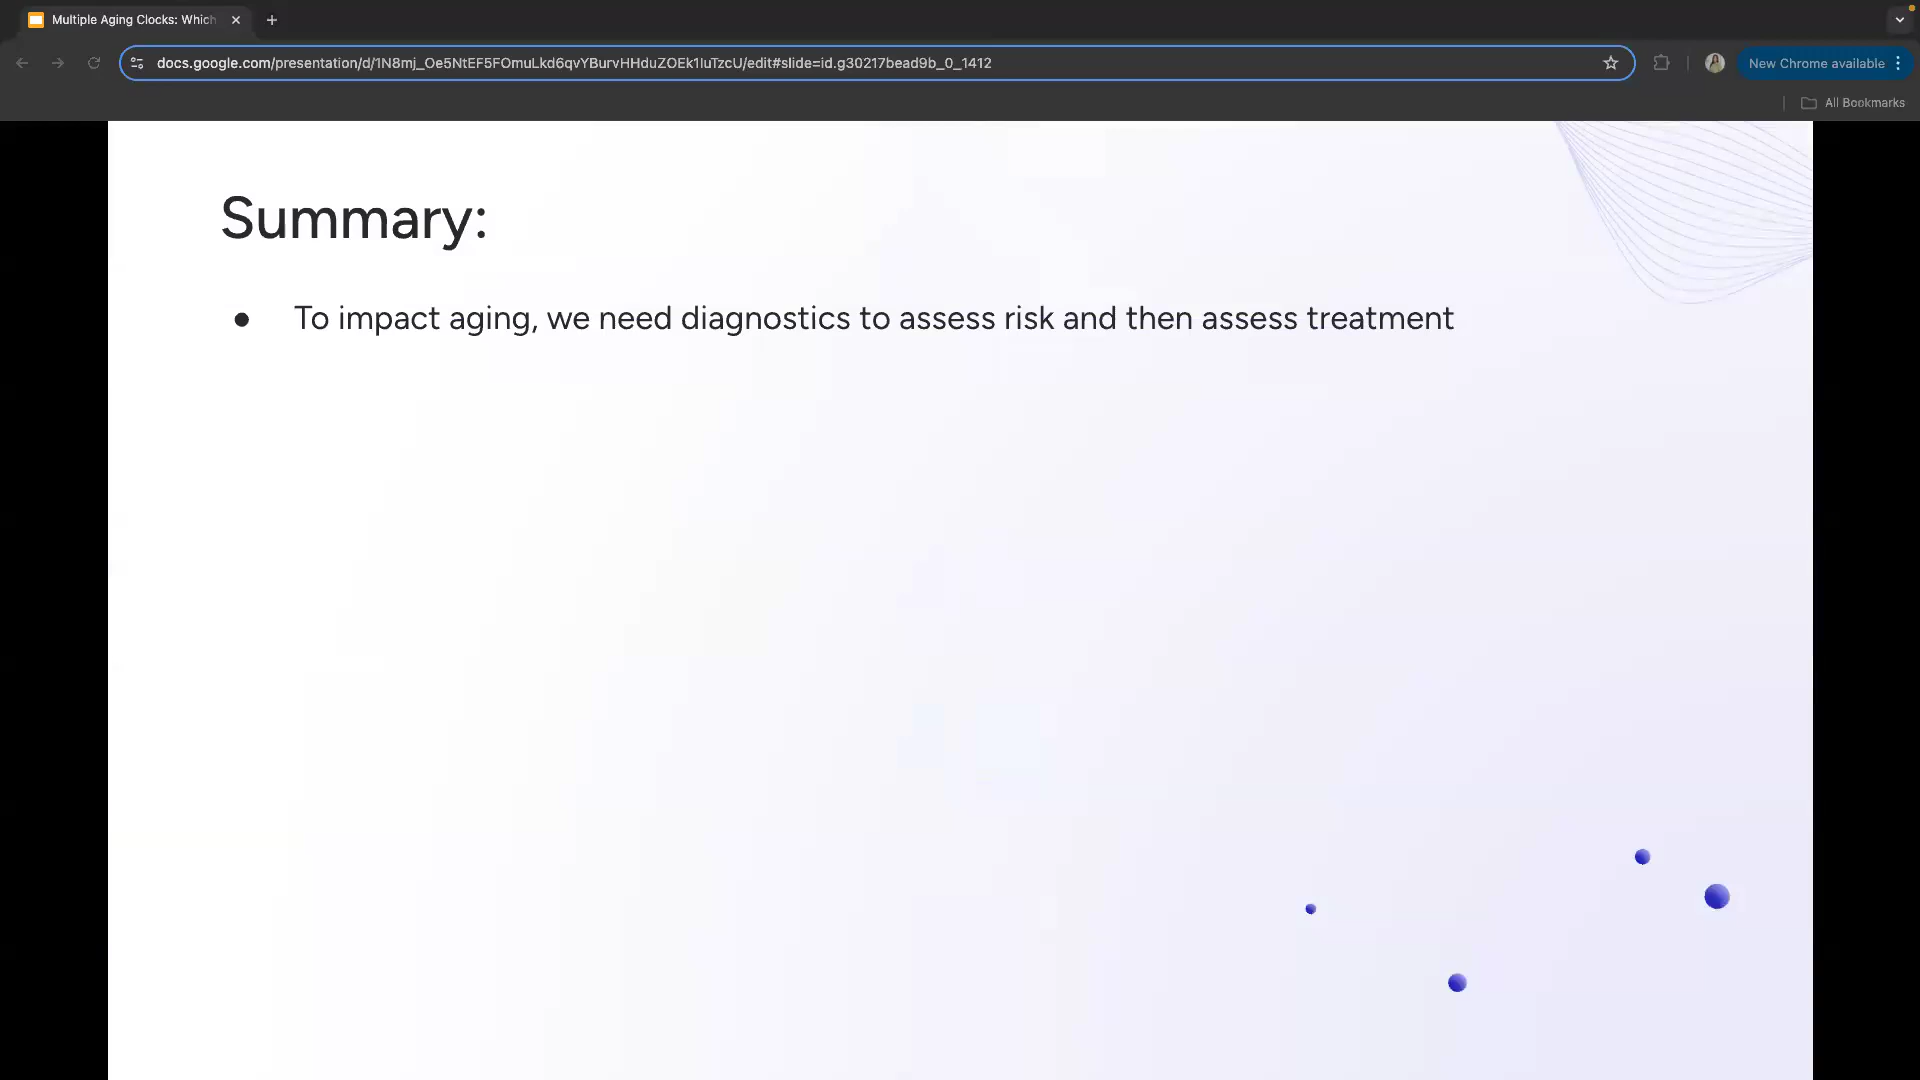 Multiple Aging Clocks: Which
docs.google.com/presentation/d/1N8mj_Oe5NtEF5FOmuLkd6qvYBurvHHduZOEk1luTzcU/edit#slide=id.g30217bead9b_0_1412
New Chrome available
All Bookmarks
Summary:
● To impact aging, we need diagnostics to assess risk and then assess treatment